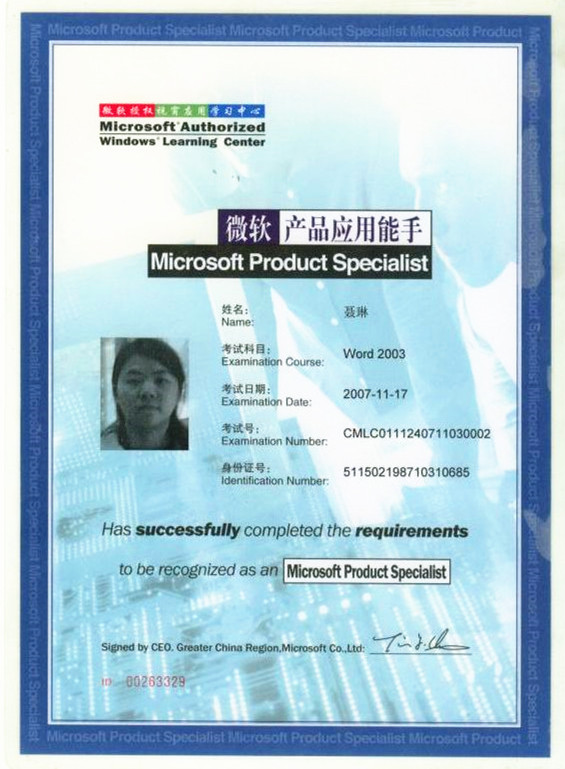 Microsoft Product Specialist Microsoft Product Specialist Microsoft Product
微软授权视窗应用学习中心
Microsoft Authorized
Windows Learning Center
微软 产品应用能手
Microsoft Product Specialist
姓名：
Name:
聂琳
考试科目：
Examination Course:
Word 2003
考试日期：
Examination Date:
2007-11-17
考试号：
Examination Number:
CMLC0111240711030002
身份证号：
Identification Number:
511502198710310685
Has successfully completed the requirements
to be recognized as an Microsoft Product Specialist
Signed by CEO. Greater China Region,Microsoft Co.,Ltd:
ID 00263329
Microsoft Product Specialist Microsoft Product Specialist Microsoft Product